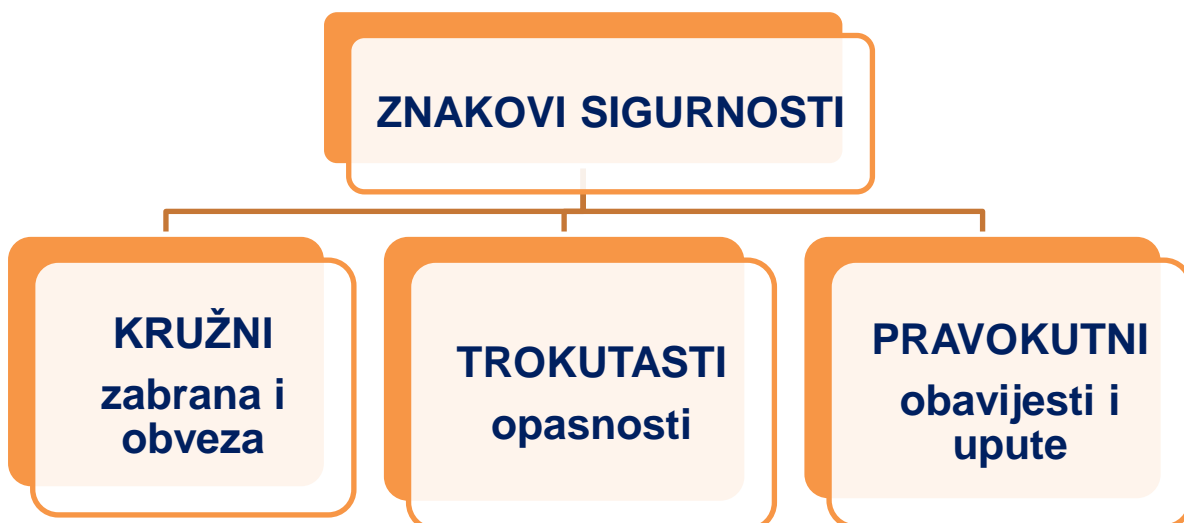 ZNAKOVI SIGURNOSTI
KRUŽNI
zabrana i
obveza
TROKUTASTI
opasnosti
PRAVOKUTNI
obavijesti i
upute